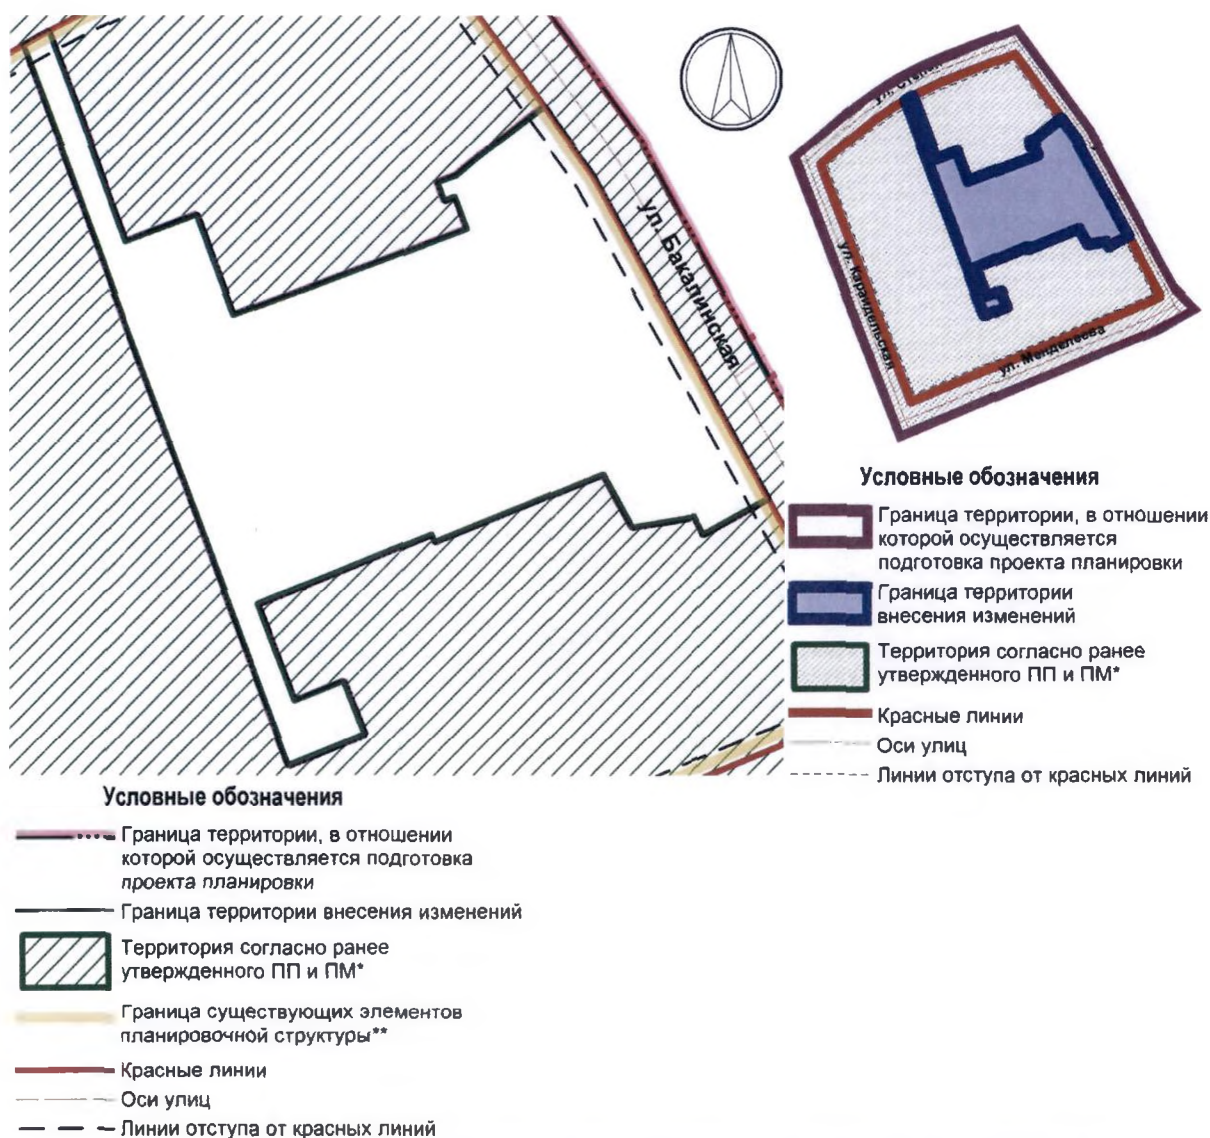 ул. Бакалинская
ул. Карайдельская
ул. Менделеева
Условные обозначения
Граница территории, в отношении
которой осуществляется
подготовка проекта планировки
Граница территории
внесения изменений
Территория согласно ранее
утвержденного ПП и ПМ*
Красные линии
Оси улиц
Линии отступа от красных линий
Условные обозначения
Граница территории, в отношении
которой осуществляется подготовка
проекта планировки
Граница территории внесения изменений
Территория согласно ранее
утвержденного ПП и ПМ*
Граница существующих элементов
планировочной структуры**
Красные линии
Оси улиц
Линии отступа от красных линий